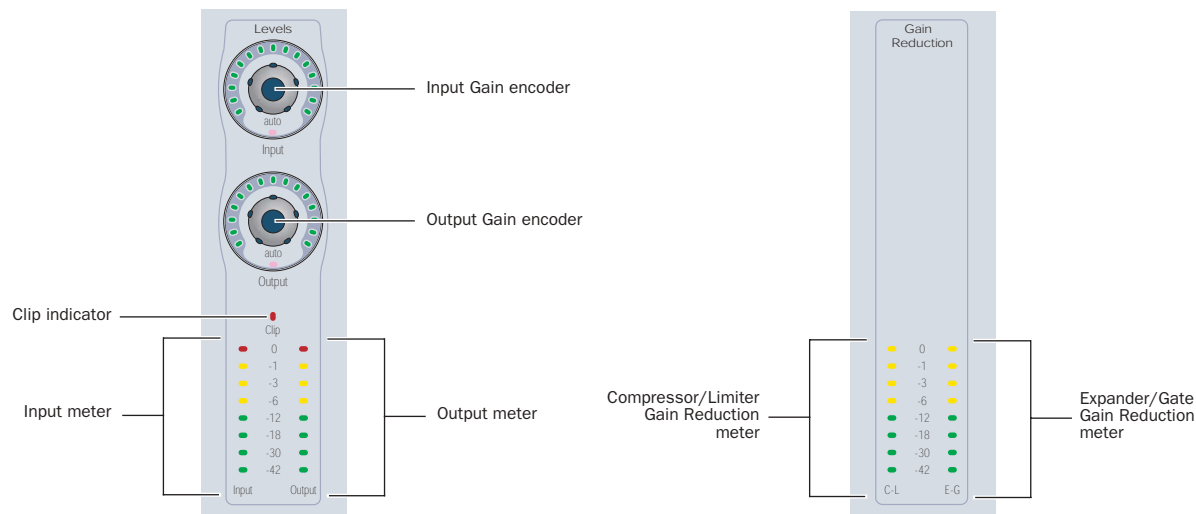 Levels
auto
Input
Input Gain encoder
auto
Output
Output Gain encoder
Clip indicator
Clip
0
-1
-3
-6
-12
-18
-30
-42
Input
Output
Input meter
Output meter
Gain
Reduction
0
-1
-3
-6
-12
-18
-30
-42
C-L
E-G
Compressor/Limiter
Gain Reduction
meter
Expander/Gate
Gain Reduction
meter